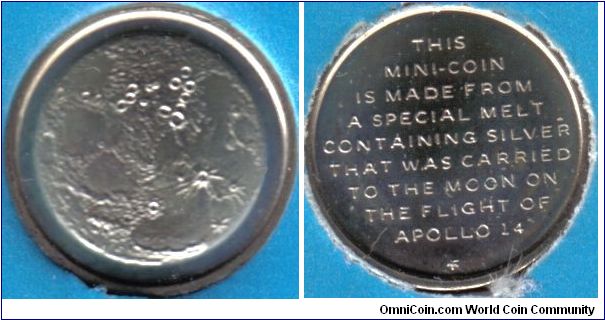 THIS
MINI-COIN
IS MADE FROM
A SPECIAL MELT
CONTAINING SILVER
THAT WAS CARRIED
TO THE MOON ON
THE FLIGHT OF
APOLLO 14
OmniCoin.com World Coin Community